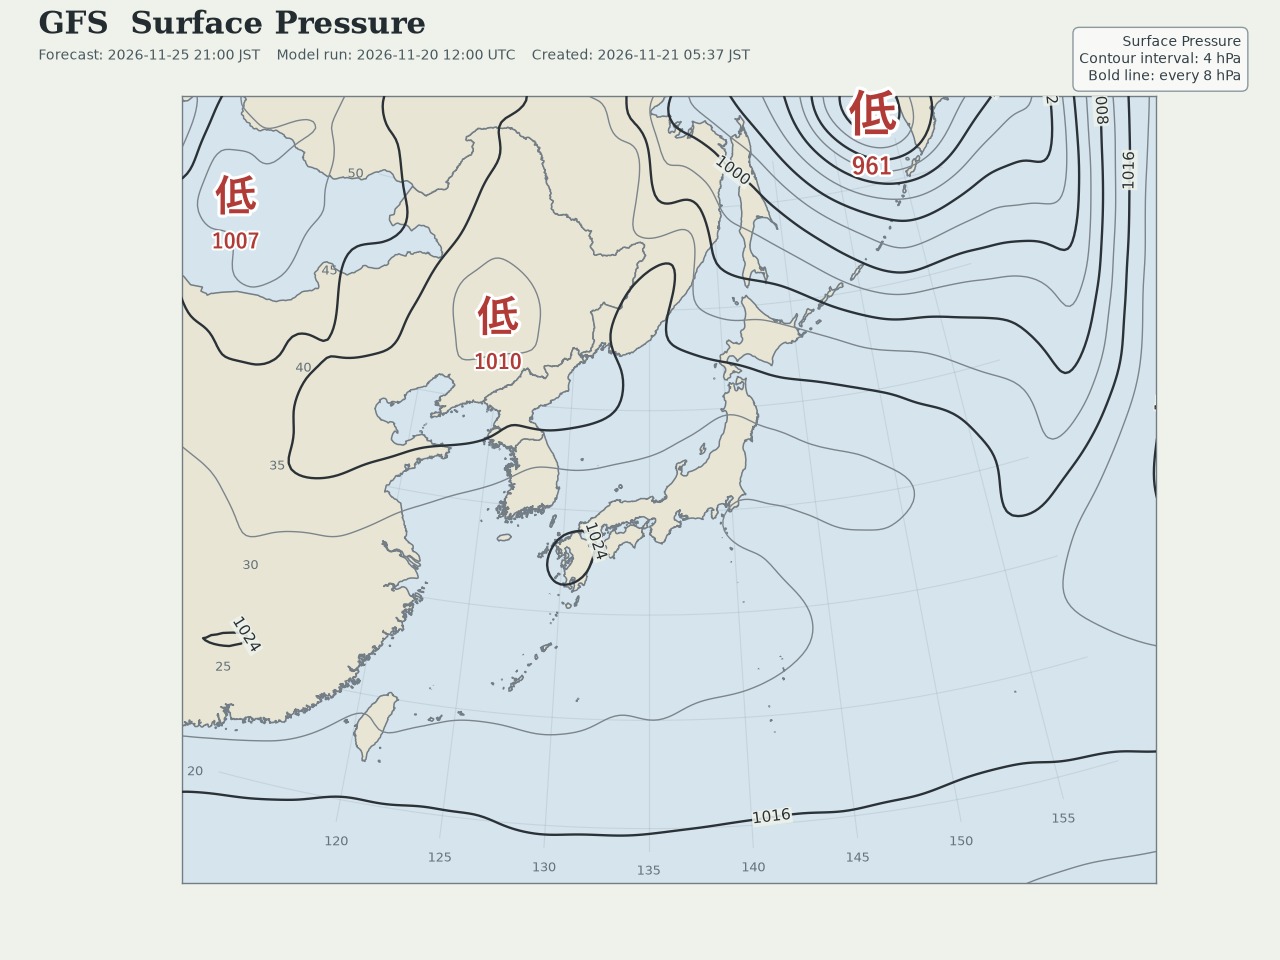 GFS  Surface Pressure
Forecast: 2026-11-25 21:00 JST    Model run: 2026-11-20 12:00 UTC    Created: 2026-11-21 05:37 JST
Surface Pressure
Contour interval: 4 hPa
Bold line: every 8 hPa
低
961
1000
1016
50
低
1007
45
低
1010
40
35
1024
30
1024
25
20
1016
155
120
125
130
135
140
145
150